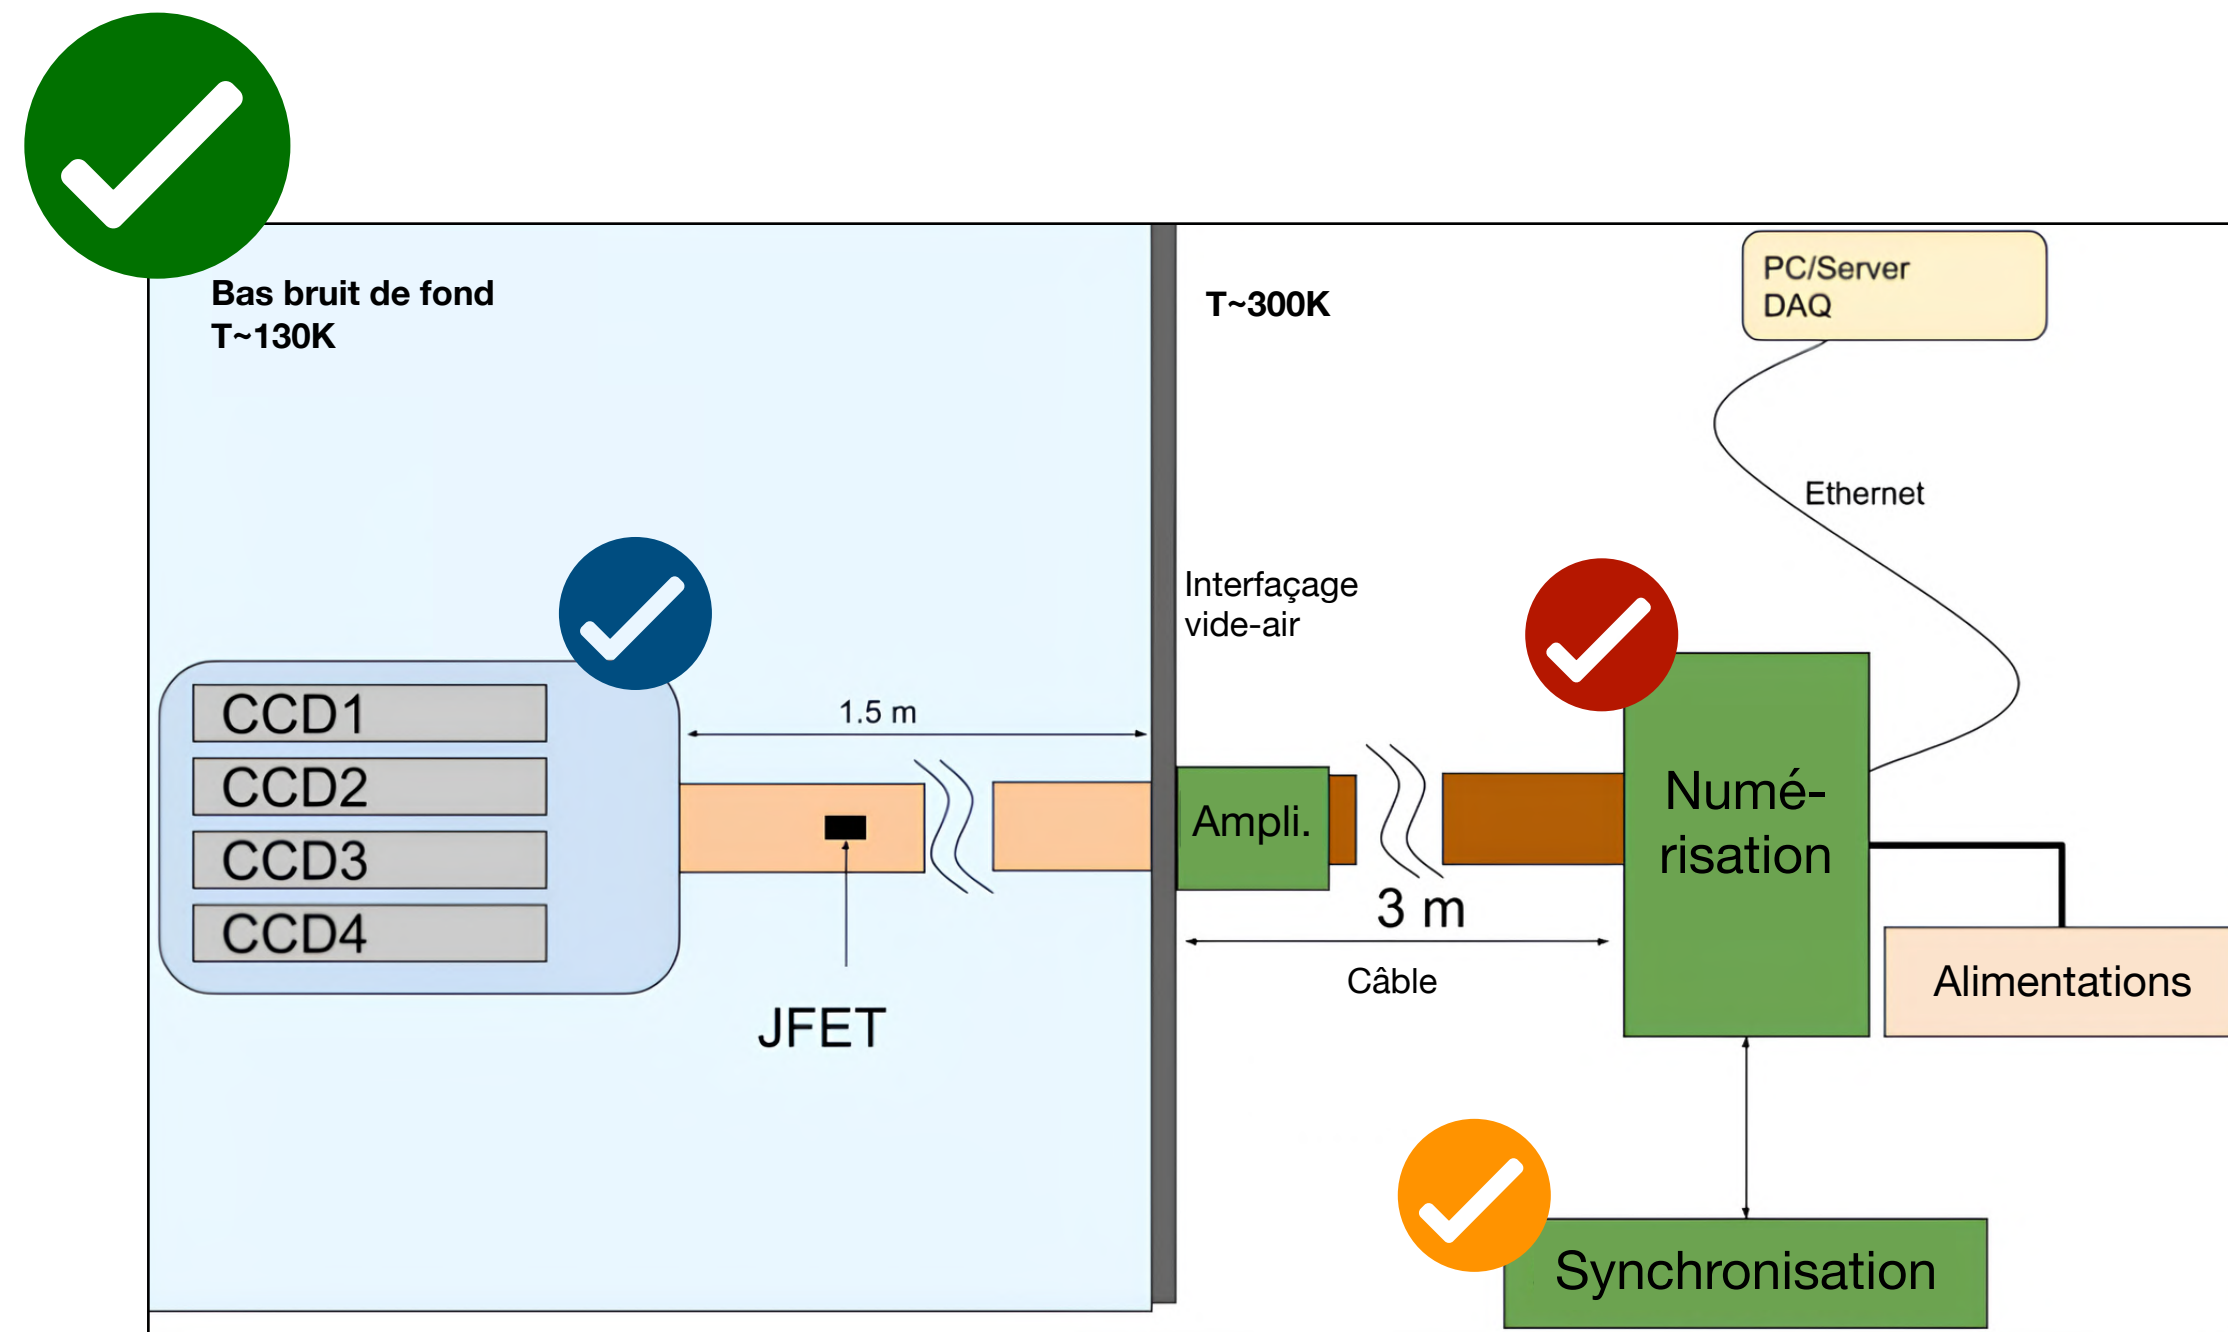 Bas bruit de fond
T~130K
T~300K
PC/Server
DAQ
Ethernet
Interfaçage
vide-air
CCD1
CCD2
CCD3
CCD4
1.5 m
JFET
Ampli.
3 m
Câble
Numé-
risation
Alimentations
Synchronisation